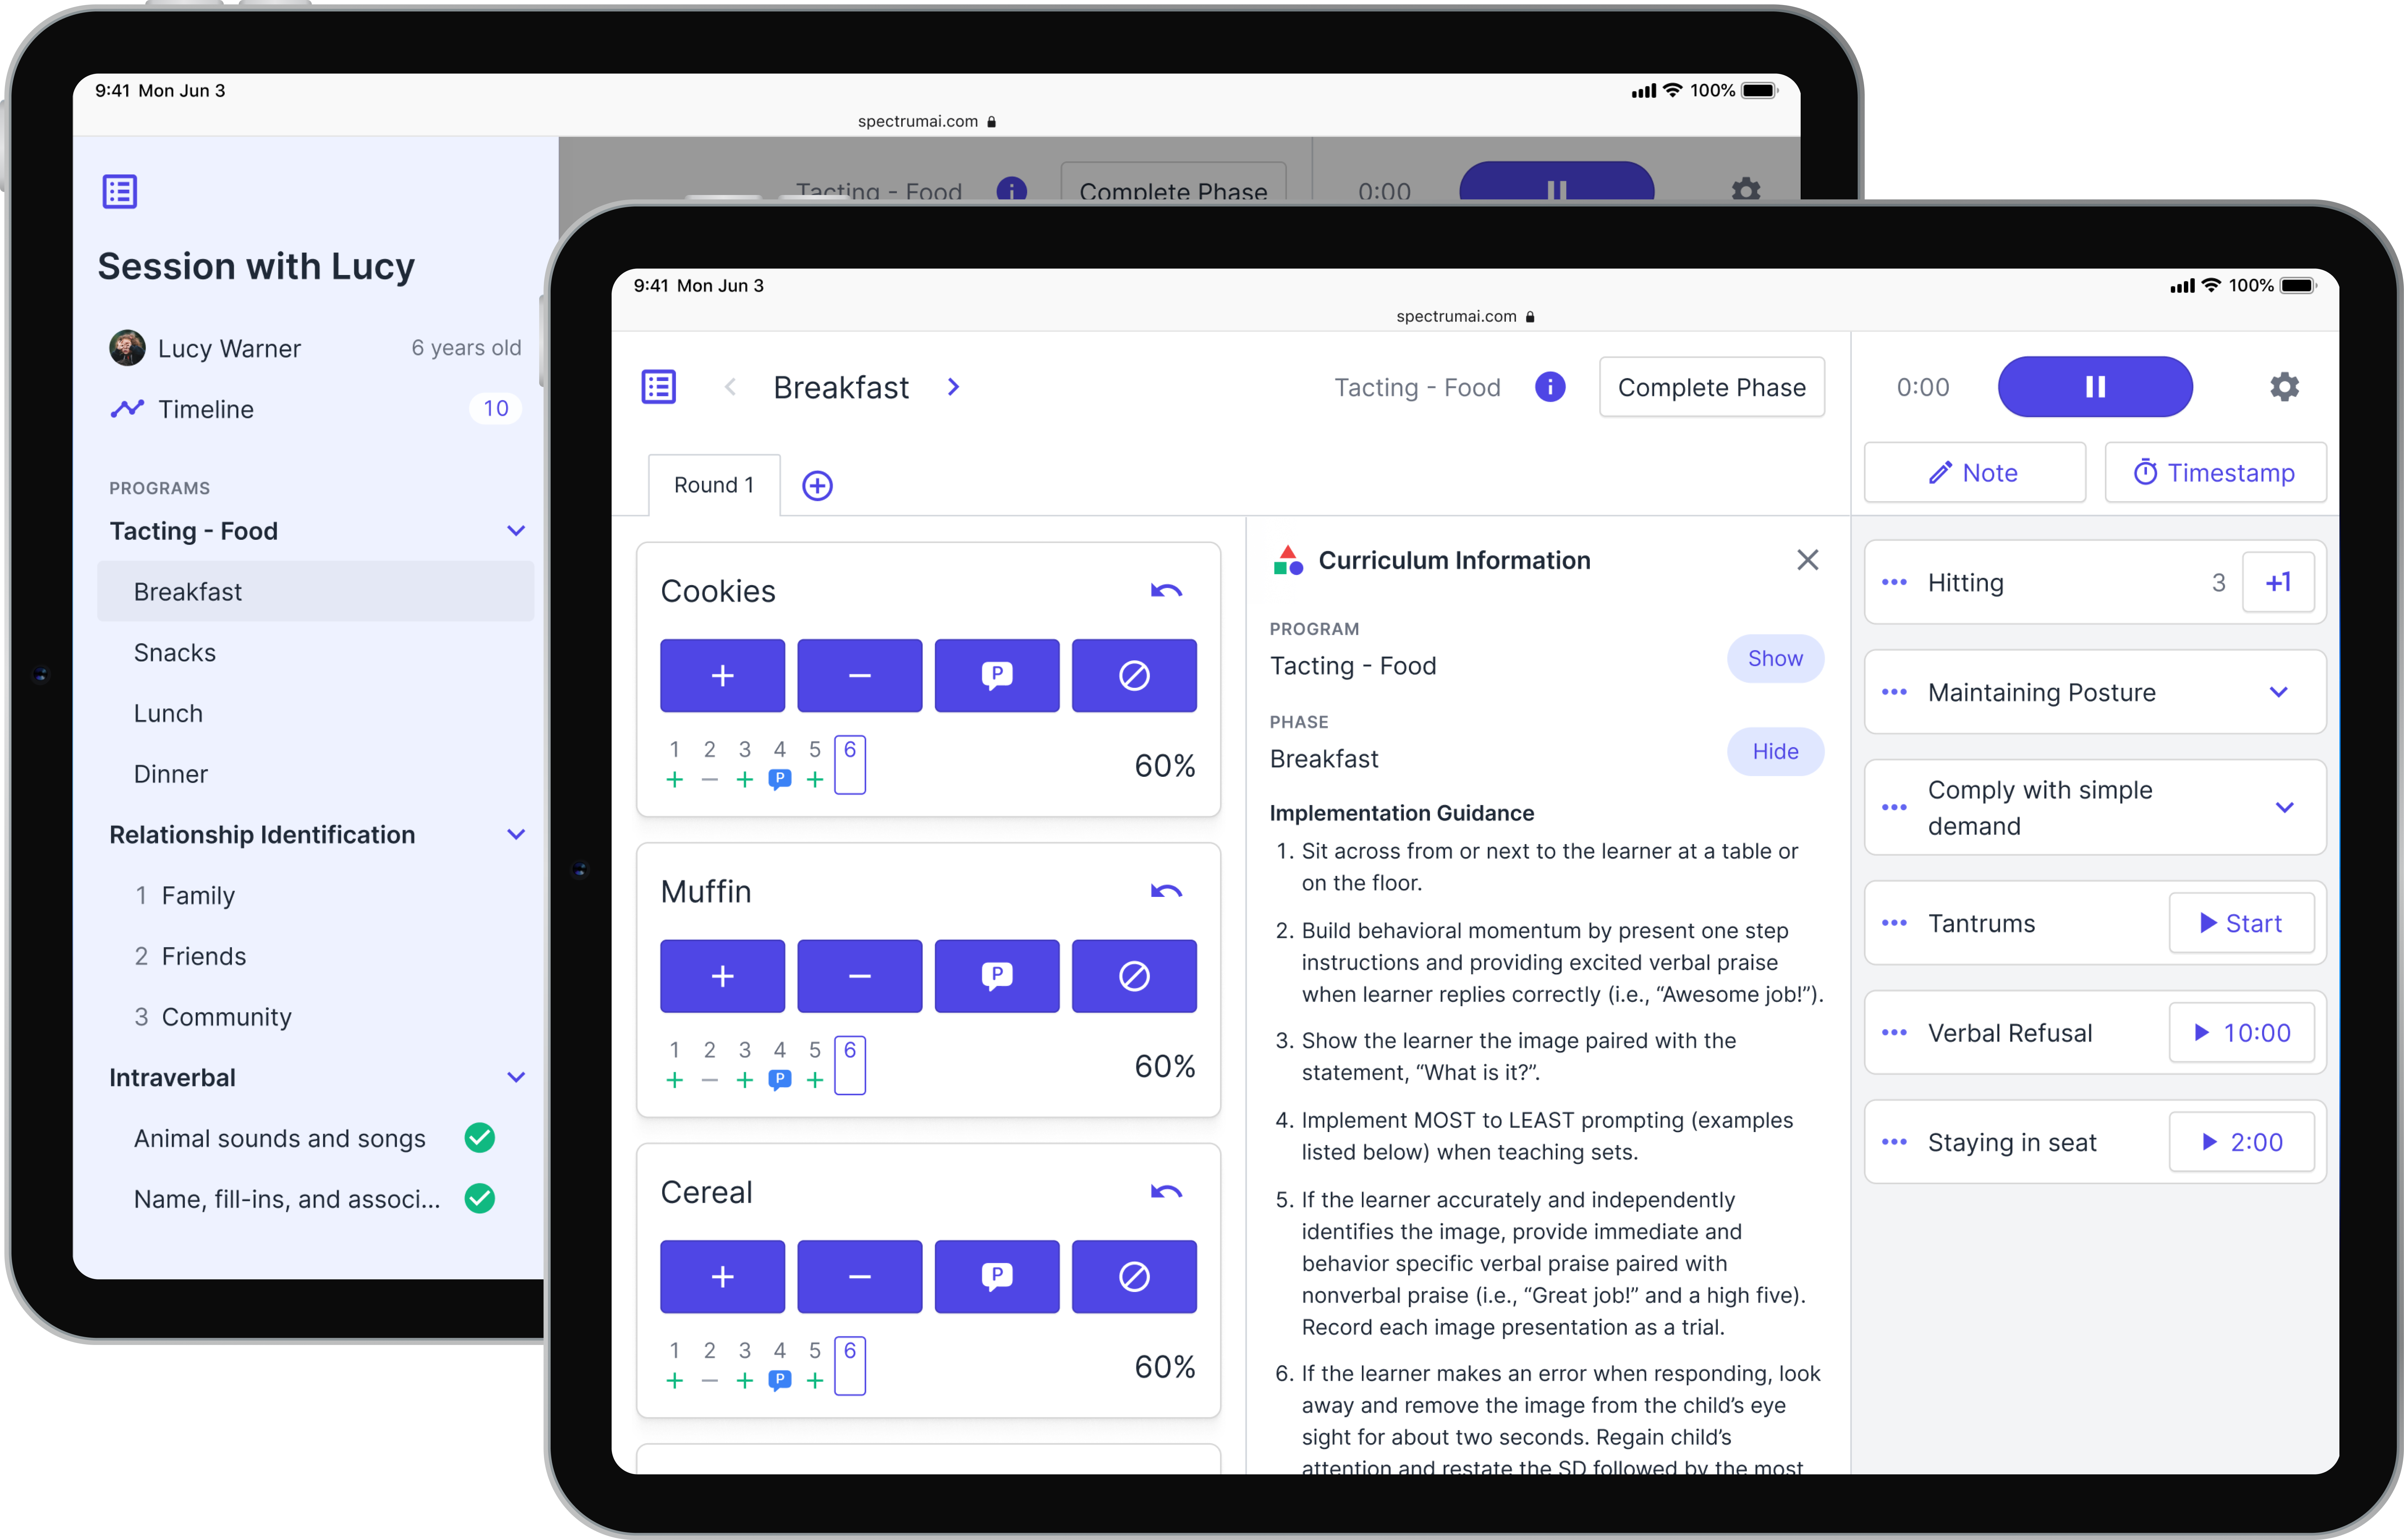 9:41 Mon Jun 3
100%
spectrumai.com
Session with Lucy
Lucy Warner
6 years old
Timeline
10
PROGRAMS
Tacting - Food
Breakfast
Snacks
Lunch
Dinner
Relationship Identification
1 Family
2 Friends
3 Community
Intraverbal
Animal sounds and songs
Name, fill-ins, and associ...
Tacting - Food
i
Complete Phase
0:00
9:41 Mon Jun 3
100%
spectrumai.com
Breakfast
Tacting - Food
i
Complete Phase
0:00
Round 1
Note
Timestamp
Cookies
+ − P
1 2 3 4 5 6
+ − + P +
60%
Muffin
+ − P
1 2 3 4 5 6
+ − + P +
60%
Cereal
+ − P
1 2 3 4 5 6
+ − + P +
60%
Curriculum Information
PROGRAM
Tacting - Food
Show
PHASE
Breakfast
Hide
Implementation Guidance
1. Sit across from or next to the learner at a table or
on the floor.
2. Build behavioral momentum by present one step
instructions and providing excited verbal praise
when learner replies correctly (i.e., “Awesome job!”).
3. Show the learner the image paired with the
statement, “What is it?”.
4. Implement MOST to LEAST prompting (examples
listed below) when teaching sets.
5. If the learner accurately and independently
identifies the image, provide immediate and
behavior specific verbal praise paired with
nonverbal praise (i.e., “Great job!” and a high five).
Record each image presentation as a trial.
6. If the learner makes an error when responding, look
away and remove the image from the child’s eye
sight for about two seconds. Regain child’s
attention and restate the SD followed by the most
Hitting
3
+1
Maintaining Posture
Comply with simple
demand
Tantrums
Start
Verbal Refusal
10:00
Staying in seat
2:00